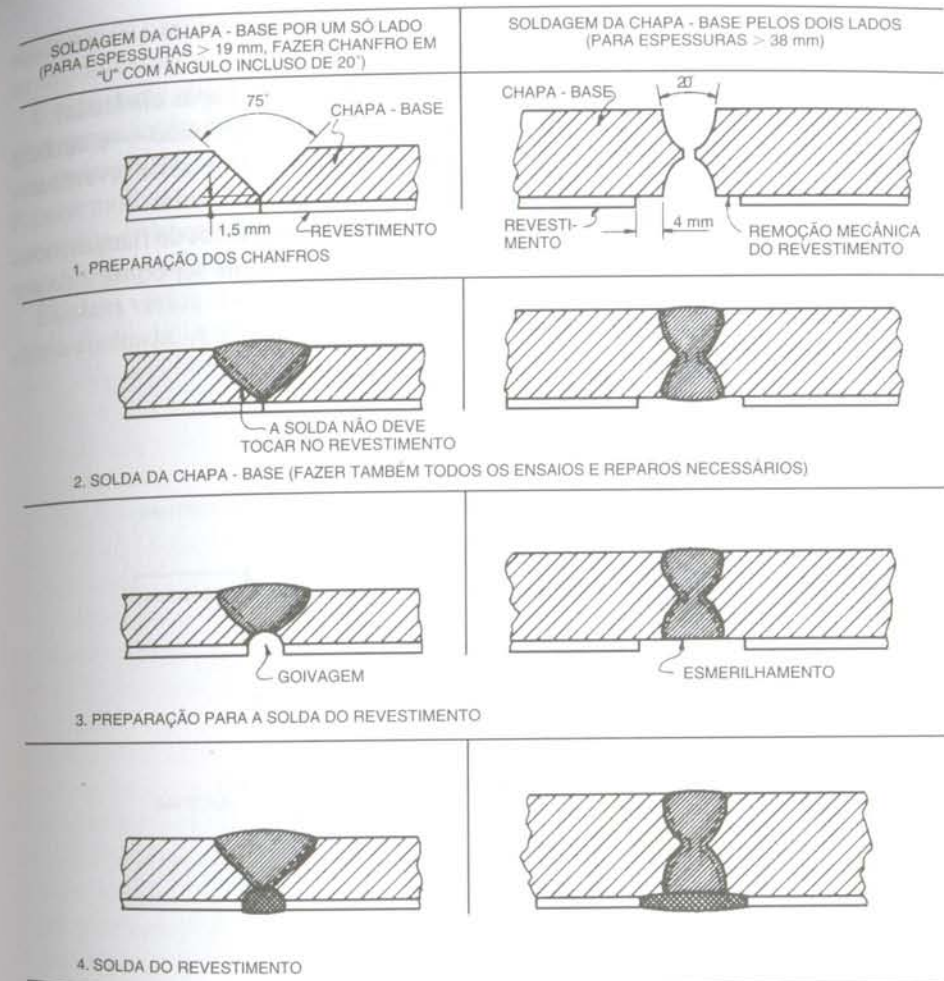 SOLDAGEM DA CHAPA - BASE POR UM SÓ LADO
(PARA ESPESSURAS > 19 mm, FAZER CHANFRO EM
"U" COM ÂNGULO INCLUSO DE 20°)
SOLDAGEM DA CHAPA - BASE PELOS DOIS LADOS
(PARA ESPESSURAS > 38 mm)
75°
CHAPA - BASE
1,5 mm
REVESTIMENTO
CHAPA - BASE
20
REVESTI-
MENTO
4 mm
REMOÇÃO MECÂNICA
DO REVESTIMENTO
1. PREPARAÇÃO DOS CHANFROS
A SOLDA NÃO DEVE
TOCAR NO REVESTIMENTO
2. SOLDA DA CHAPA - BASE (FAZER TAMBÉM TODOS OS ENSAIOS E REPAROS NECESSÁRIOS)
GOIVAGEM
ESMERILHAMENTO
3. PREPARAÇÃO PARA A SOLDA DO REVESTIMENTO
4. SOLDA DO REVESTIMENTO